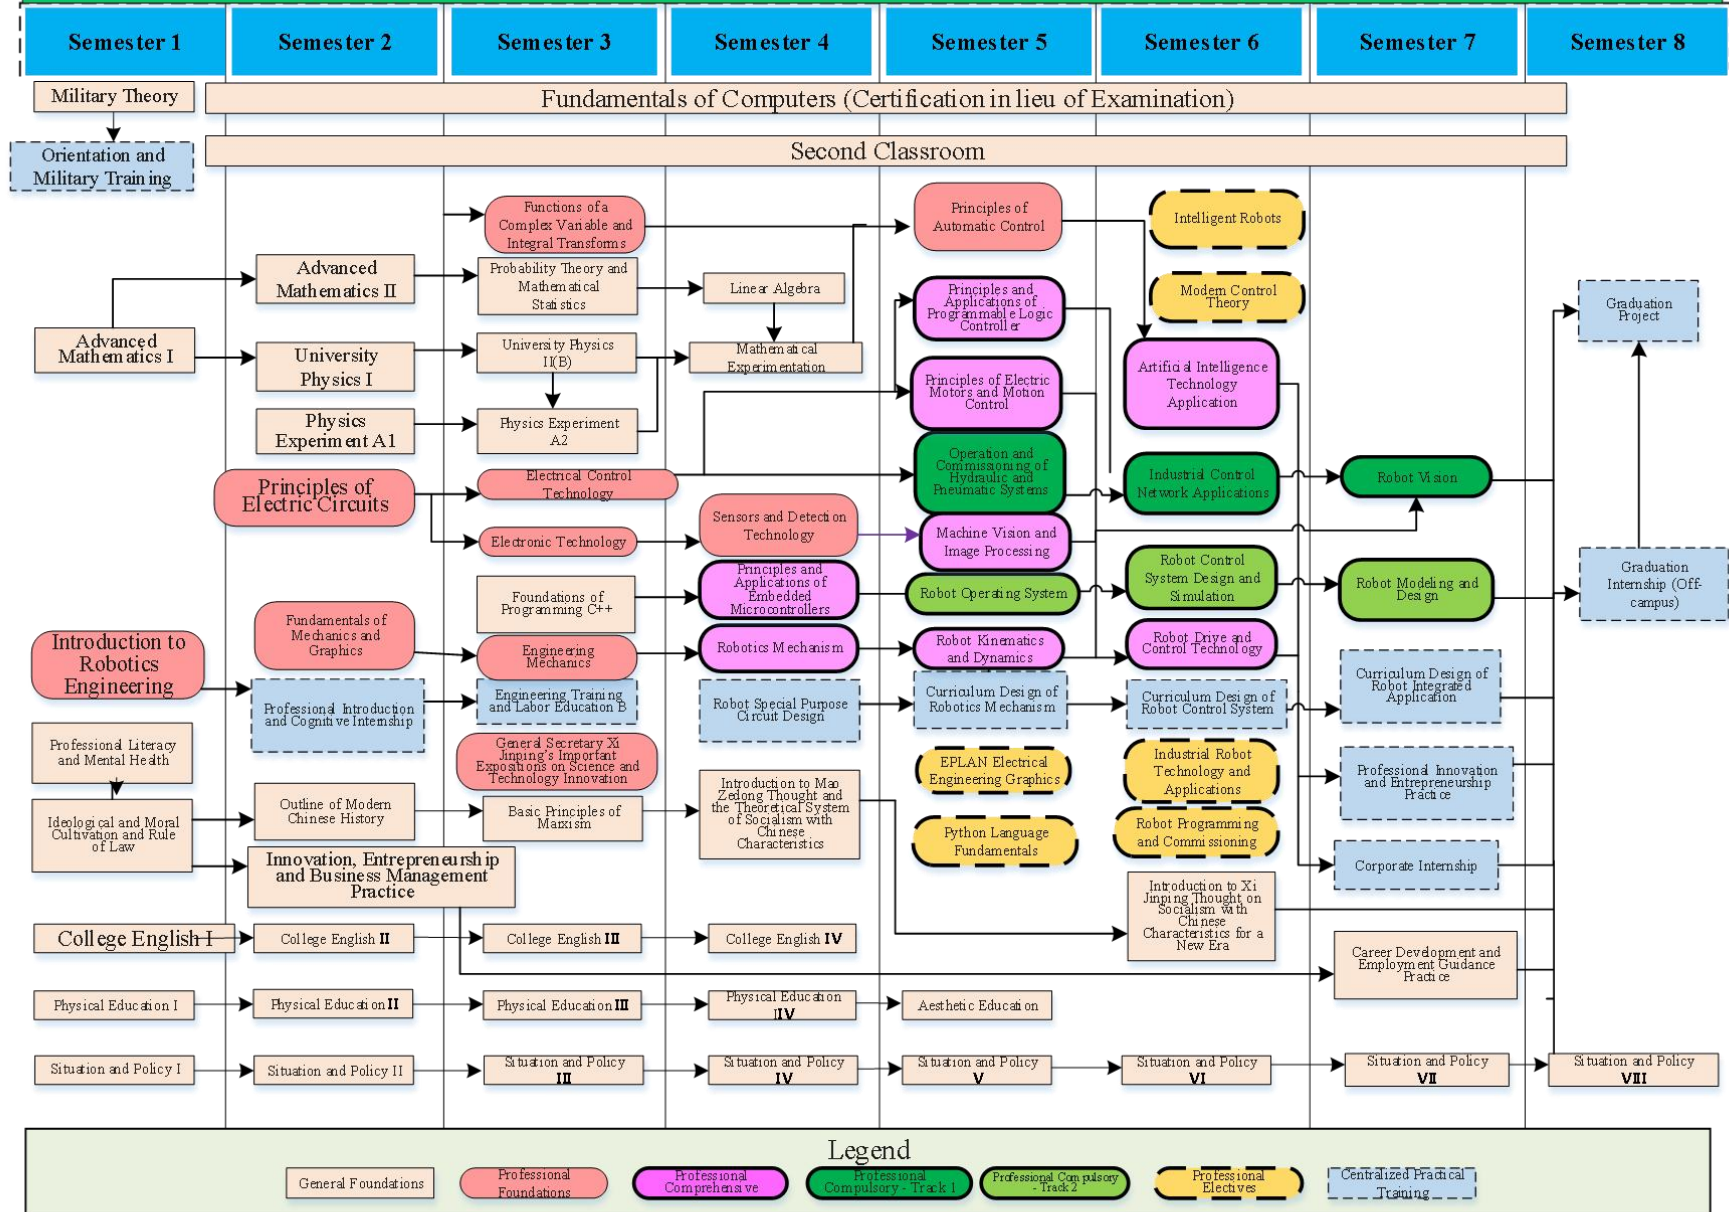 Semester 1
Semester 2
Semester 3
Semester 4
Semester 5
Semester 6
Semester 7
Semester 8
Military Theory
Fundamentals of Computers (Certification in lieu of Examination)
Orientation and
Military Training
Second Classroom
Functions of a
Complex Variable and
Integral Transforms
Principles of
Automatic Control
Intelligent Robots
Advanced
Mathematics II
Probability Theory and
Mathematical
Statistics
Linear Algebra
Principles and
Applications of
Programmable Logic
Controller
Modern Control
Theory
Graduation
Project
Advanced
Mathematics I
University
Physics I
University Physics
II(B)
Mathematical
Experimentation
Principles of Electric
Motors and Motion
Control
Artificial Intelligence
Technology
Application
Physics
Experiment A1
Physics Experiment
A2
Principles of
Electric Circuits
Electrical Control
Technology
Operation and
Commissioning of
Hydraulic and
Pneumatic Systems
Industrial Control
Network Applications
Robot Vision
Electronic Technology
Sensors and Detection
Technology
Machine Vision and
Image Processing
Foundations of
Programming C++
Principles and
Applications of
Embedded
Microcontrollers
Robot Operating System
Robot Control
System Design and
Simulation
Robot Modeling and
Design
Graduation
Internship (Off-
campus)
Introduction to
Robotics
Engineering
Fundamentals of
Mechanics and
Graphics
Engineering
Mechanics
Robotics Mechanism
Robot Kinematics
and Dynamics
Robot Drive and
Control Technology
Professional Introduction
and Cognitive Internship
Engineering Training
and Labor Education B
Robot Special Purpose
Circuit Design
Curriculum Design of
Robotics Mechanism
Curriculum Design of
Robot Control System
Curriculum Design of
Robot Integrated
Application
Professional Literacy
and Mental Health
General Secretary Xi
Jinping's Important
Expositions on Science and
Technology Innovation
EPLAN Electrical
Engineering Graphics
Industrial Robot
Technology and
Applications
Professional Innovation
and Entrepreneurship
Practice
Ideological and Moral
Cultivation and Rule
of Law
Outline of Modern
Chinese History
Basic Principles of
Marxism
Introduction to Mao
Zedong Thought and
the Theoretical System
of Socialism with
Chinese
Characteristics
Python Language
Fundamentals
Robot Programming
and Commissioning
Innovation, Entrepreneurship
and Business Management
Practice
Corporate Internship
Introduction to Xi
Jinping Thought on
Socialism with
Chinese
Characteristics for a
New Era
College English I
College English II
College English III
College English IV
Career Development and
Employment Guidance
Practice
Physical Education I
Physical Education II
Physical Education III
Physical Education
IIV
Aesthetic Education
Situation and Policy I
Situation and Policy II
Situation and Policy
III
Situation and Policy
IV
Situation and Policy
V
Situation and Policy
VI
Situation and Policy
VII
Situation and Policy
VIII
Legend
General Foundations
Professional
Foundations
Professional
Comprehensive
Professional
Compulsory - Track 1
Professional Compulsory
- Track 2
Professional
Electives
Centralized Practical
Training